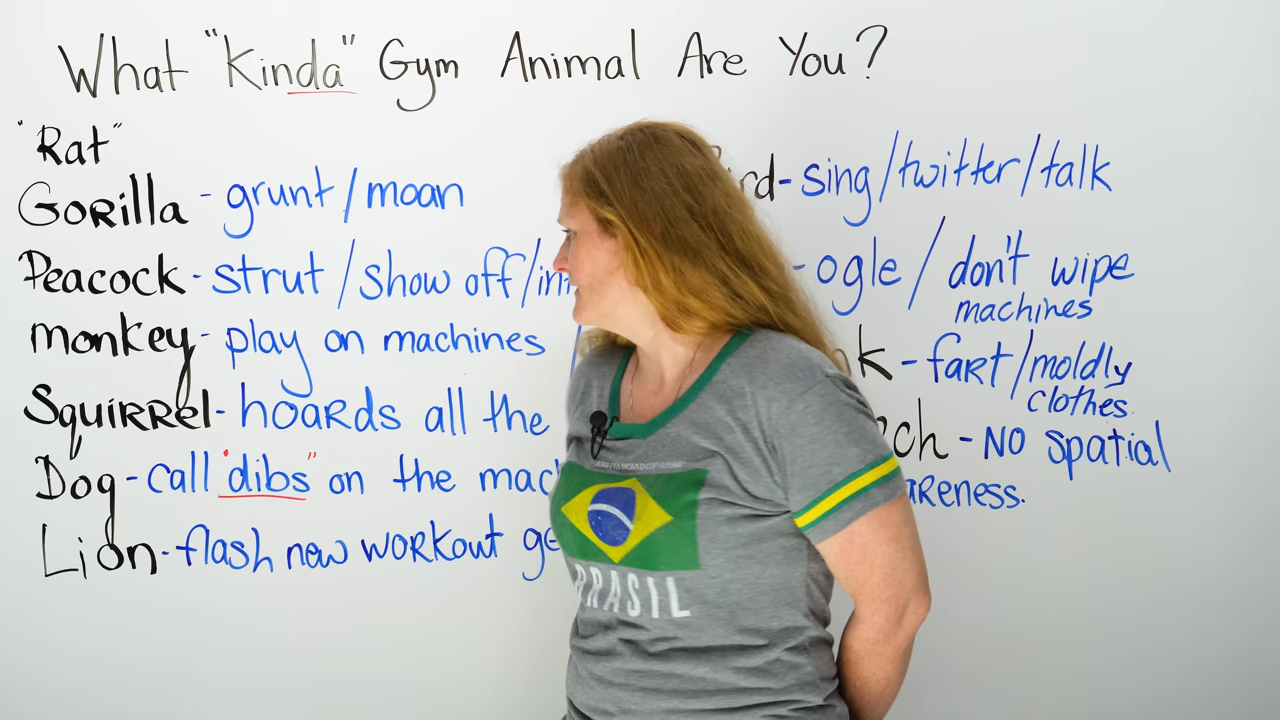 What "Kinda" Gym Animal Are You?
"Rat"
Gorilla - grunt/moan
Peacock - strut/show off/
monkey - play on machines
Squirrel - hoards all the
Dog - call "dibs" on the
Lion - flash new workout
- sing/twitter/talk
- ogle/don't wipe
machines
- fart/moldly
clothes.
- No spatial
BRASIL